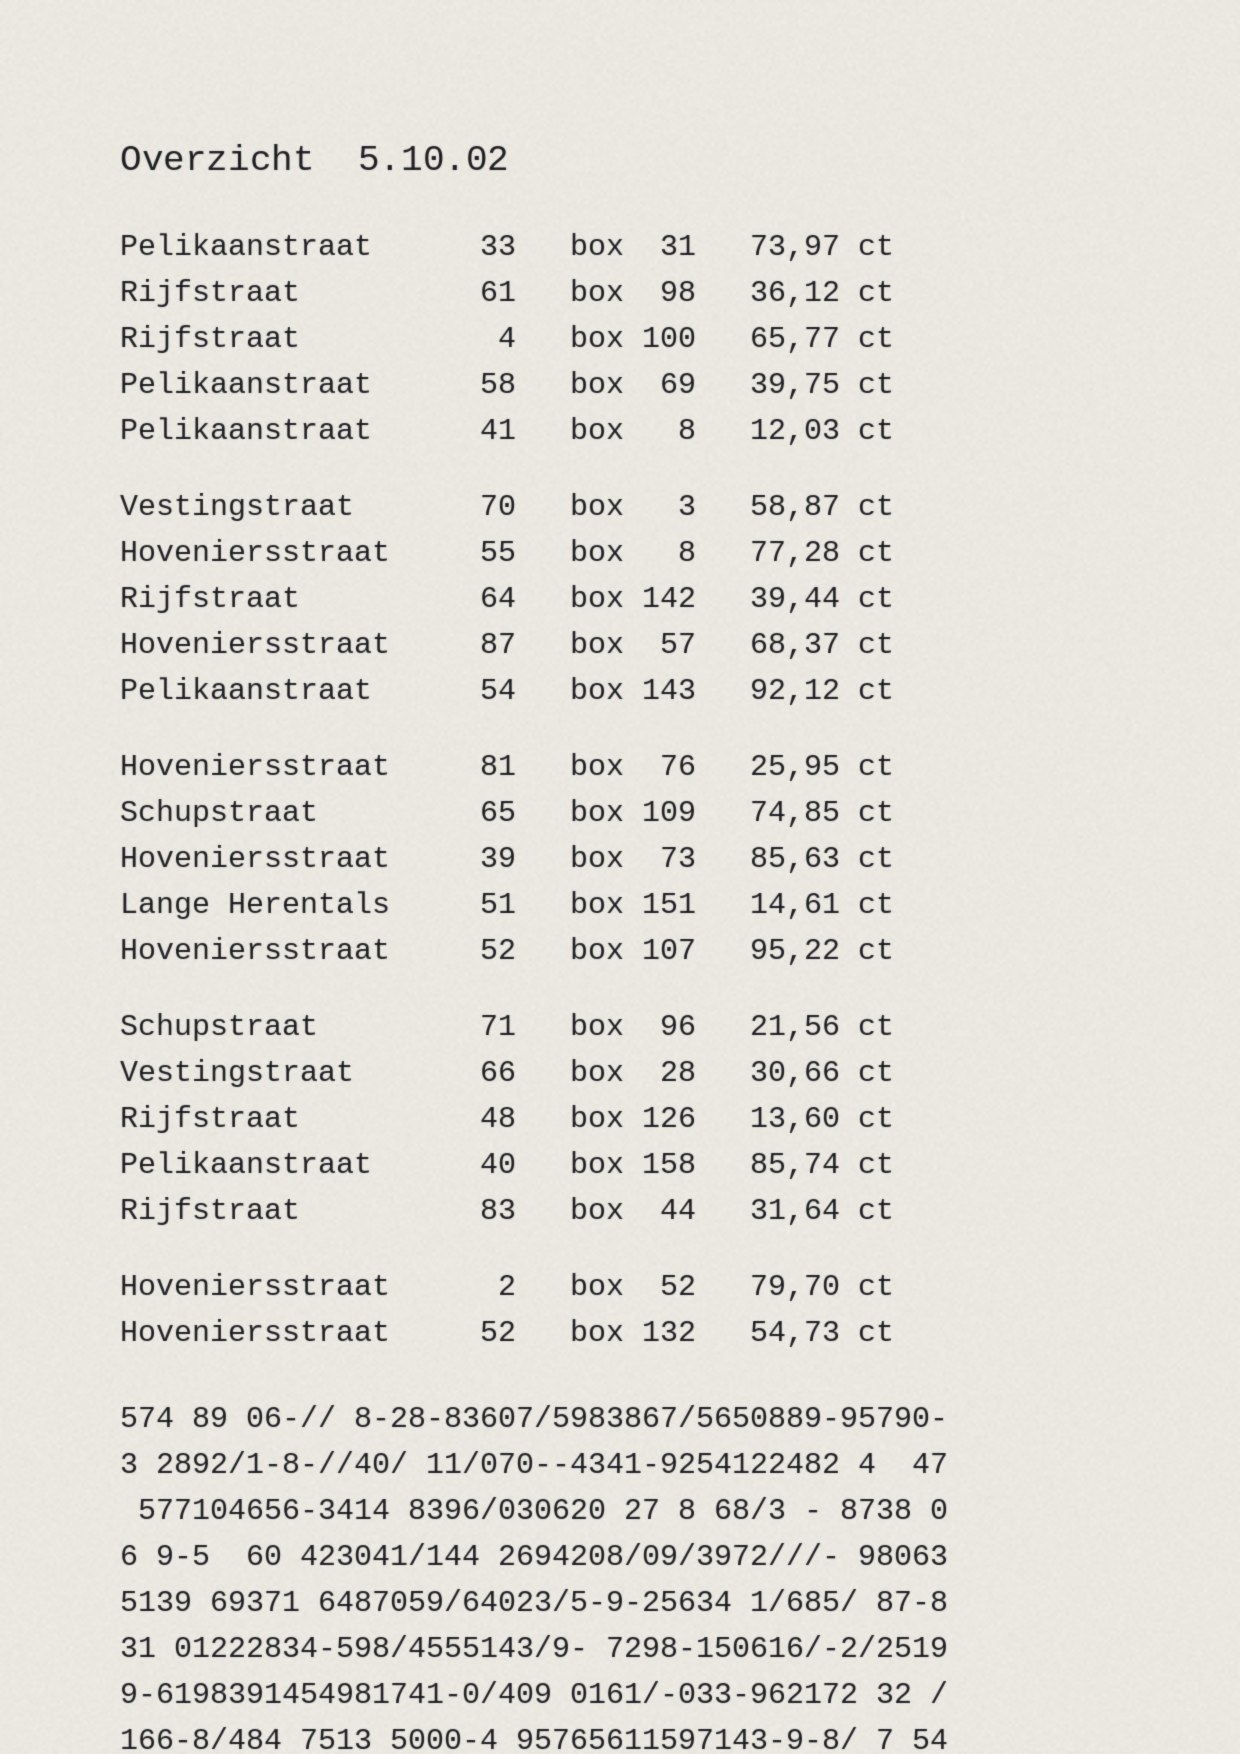 Overzicht  5.10.02
Pelikaanstraat      33   box  31   73,97 ct
Rijfstraat          61   box  98   36,12 ct
Rijfstraat           4   box 100   65,77 ct
Pelikaanstraat      58   box  69   39,75 ct
Pelikaanstraat      41   box   8   12,03 ct
Vestingstraat       70   box   3   58,87 ct
Hoveniersstraat     55   box   8   77,28 ct
Rijfstraat          64   box 142   39,44 ct
Hoveniersstraat     87   box  57   68,37 ct
Pelikaanstraat      54   box 143   92,12 ct
Hoveniersstraat     81   box  76   25,95 ct
Schupstraat         65   box 109   74,85 ct
Hoveniersstraat     39   box  73   85,63 ct
Lange Herentals     51   box 151   14,61 ct
Hoveniersstraat     52   box 107   95,22 ct
Schupstraat         71   box  96   21,56 ct
Vestingstraat       66   box  28   30,66 ct
Rijfstraat          48   box 126   13,60 ct
Pelikaanstraat      40   box 158   85,74 ct
Rijfstraat          83   box  44   31,64 ct
Hoveniersstraat      2   box  52   79,70 ct
Hoveniersstraat     52   box 132   54,73 ct
574 89 06-// 8-28-83607/5983867/5650889-95790-
3 2892/1-8-//40/ 11/070--4341-9254122482 4  47
 577104656-3414 8396/030620 27 8 68/3 - 8738 0
6 9-5  60 423041/144 2694208/09/3972///- 98063
5139 69371 6487059/64023/5-9-25634 1/685/ 87-8
31 01222834-598/4555143/9- 7298-150616/-2/2519
9-6198391454981741-0/409 0161/-033-962172 32 /
166-8/484 7513 5000-4 95765611597143-9-8/ 7 54